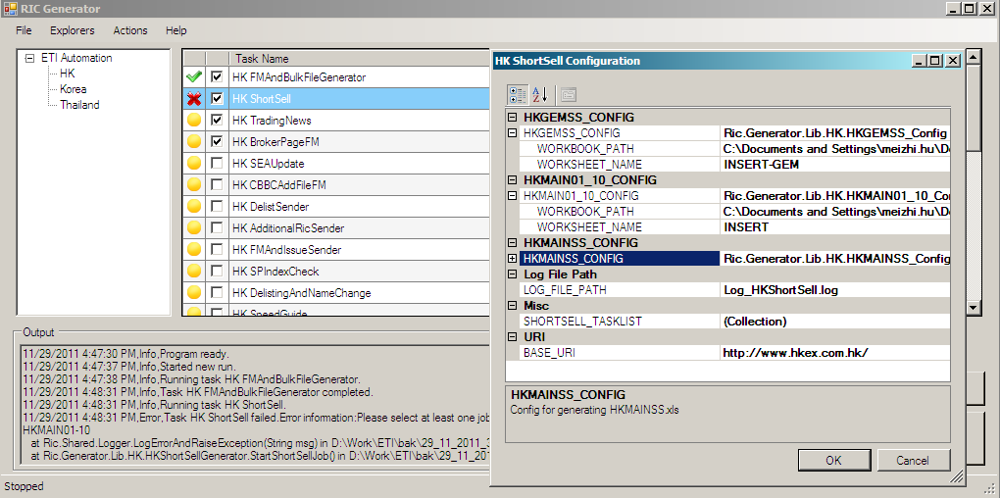 RIC Generator
File Explorers Actions Help
ETI Automation
HK
Korea
Thailand
Task Name
HK FMAndBulkFileGenerator
HK ShortSell
HK TradingNews
HK BrokerPageFM
HK SEAUpdate
HK CBBCAddFileFM
HK DelistSender
HK AdditionalRicSender
HK FMAndIssueSender
HK SPIndexCheck
HK DelistingAndNameChange
HK SpeedGuide
Output
11/29/2011 4:47:30 PM,Info,Program ready.
11/29/2011 4:47:37 PM,Info,Started new run.
11/29/2011 4:47:38 PM,Info,Running task HK FMAndBulkFileGenerator.
11/29/2011 4:48:31 PM,Info,Task HK FMAndBulkFileGenerator completed.
11/29/2011 4:48:31 PM,Info,Running task HK ShortSell.
11/29/2011 4:48:31 PM,Error,Task HK ShortSell failed.Error infomation:Please select at least one job
HKMAIN01-10
at Ric.Shared.Logger.LogErrorAndRaiseException(String msg) in D:\Work\ETI\bak\29_11_2011_
at Ric.Generator.Lib.HK.HKShortSellGenerator.StartShortSellJob() in D:\Work\ETI\bak\29_11_20
Stopped
HK ShortSell Configuration
HKGEMSS_CONFIG
HKGEMSS_CONFIG Ric.Generator.Lib.HK.HKGEMSS_Config
WORKBOOK_PATH C:\Documents and Settings\meizhi.hu\D
WORKSHEET_NAME INSERT-GEM
HKMAIN01_10_CONFIG
HKMAIN01_10_CONFIG Ric.Generator.Lib.HK.HKMAIN01_10_Co
WORKBOOK_PATH C:\Documents and Settings\meizhi.hu\D
WORKSHEET_NAME INSERT
HKMAINSS_CONFIG
HKMAINSS_CONFIG Ric.Generator.Lib.HK.HKMAINSS_Config
Log File Path
LOG_FILE_PATH Log_HKShortSell.log
Misc
SHORTSELL_TASKLIST (Collection)
URI
BASE_URI http://www.hkex.com.hk/
HKMAINSS_CONFIG
Config for generating HKMAINSS.xls
OK Cancel